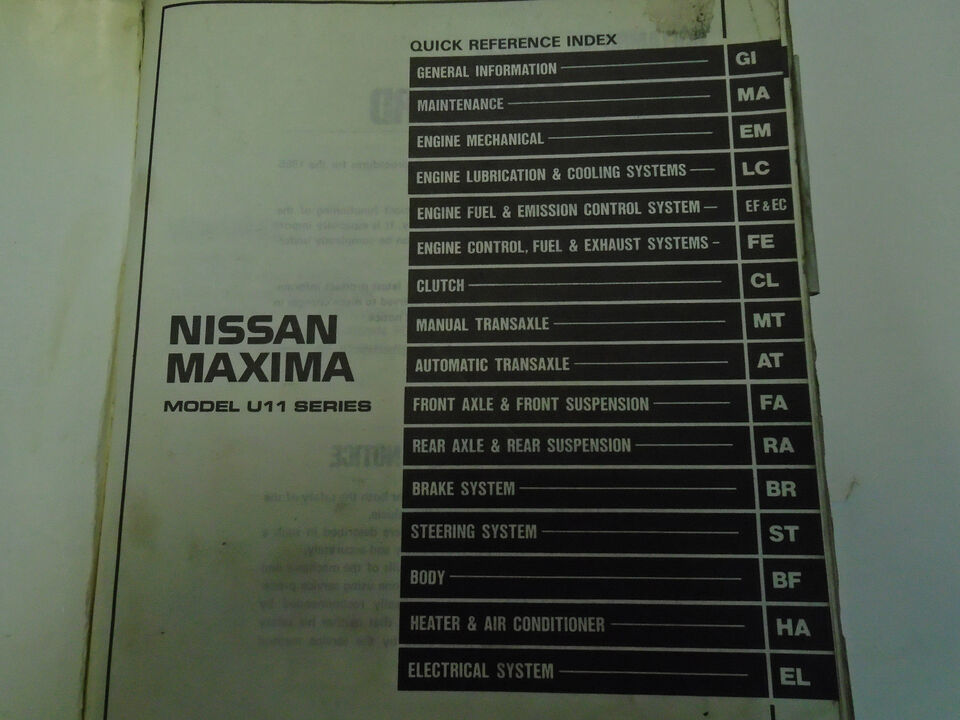 QUICK REFERENCE INDEX
GENERAL INFORMATION GI
MAINTENANCE MA
ENGINE MECHANICAL EM
ENGINE LUBRICATION & COOLING SYSTEMS LC
ENGINE FUEL & EMISSION CONTROL SYSTEM EF & EC
ENGINE CONTROL, FUEL & EXHAUST SYSTEMS FE
CLUTCH CL
MANUAL TRANSAXLE MT
AUTOMATIC TRANSAXLE AT
FRONT AXLE & FRONT SUSPENSION FA
REAR AXLE & REAR SUSPENSION RA
BRAKE SYSTEM BR
STEERING SYSTEM ST
BODY BF
HEATER & AIR CONDITIONER HA
ELECTRICAL SYSTEM EL
NISSAN
MAXIMA
MODEL U11 SERIES